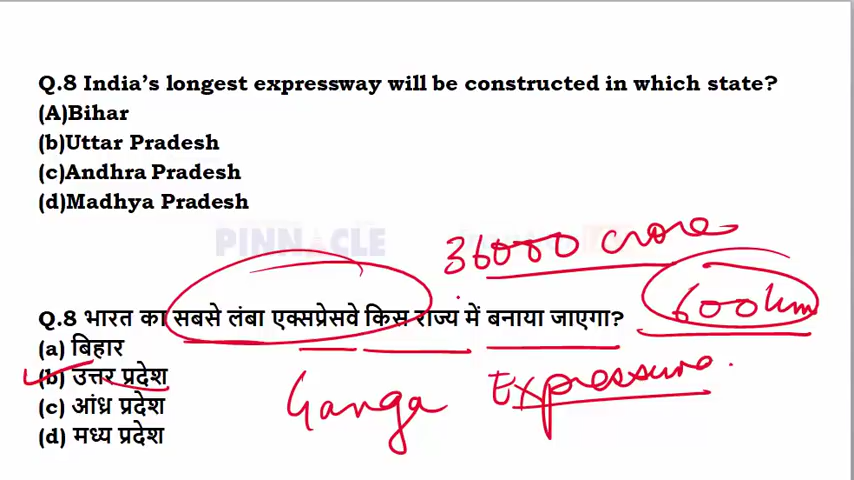 Q.8 India's longest expressway will be constructed in which state?
(A)Bihar
(b)Uttar Pradesh
(c)Andhra Pradesh
(d)Madhya Pradesh
PINNACLE
36000 crore
600km
Q.8 भारत का सबसे लंबा एक्सप्रेसवे किस राज्य में बनाया जाएगा?
(a) बिहार
(b) उत्तर प्रदेश
(c) आंध्र प्रदेश
(d) मध्य प्रदेश
Ganga